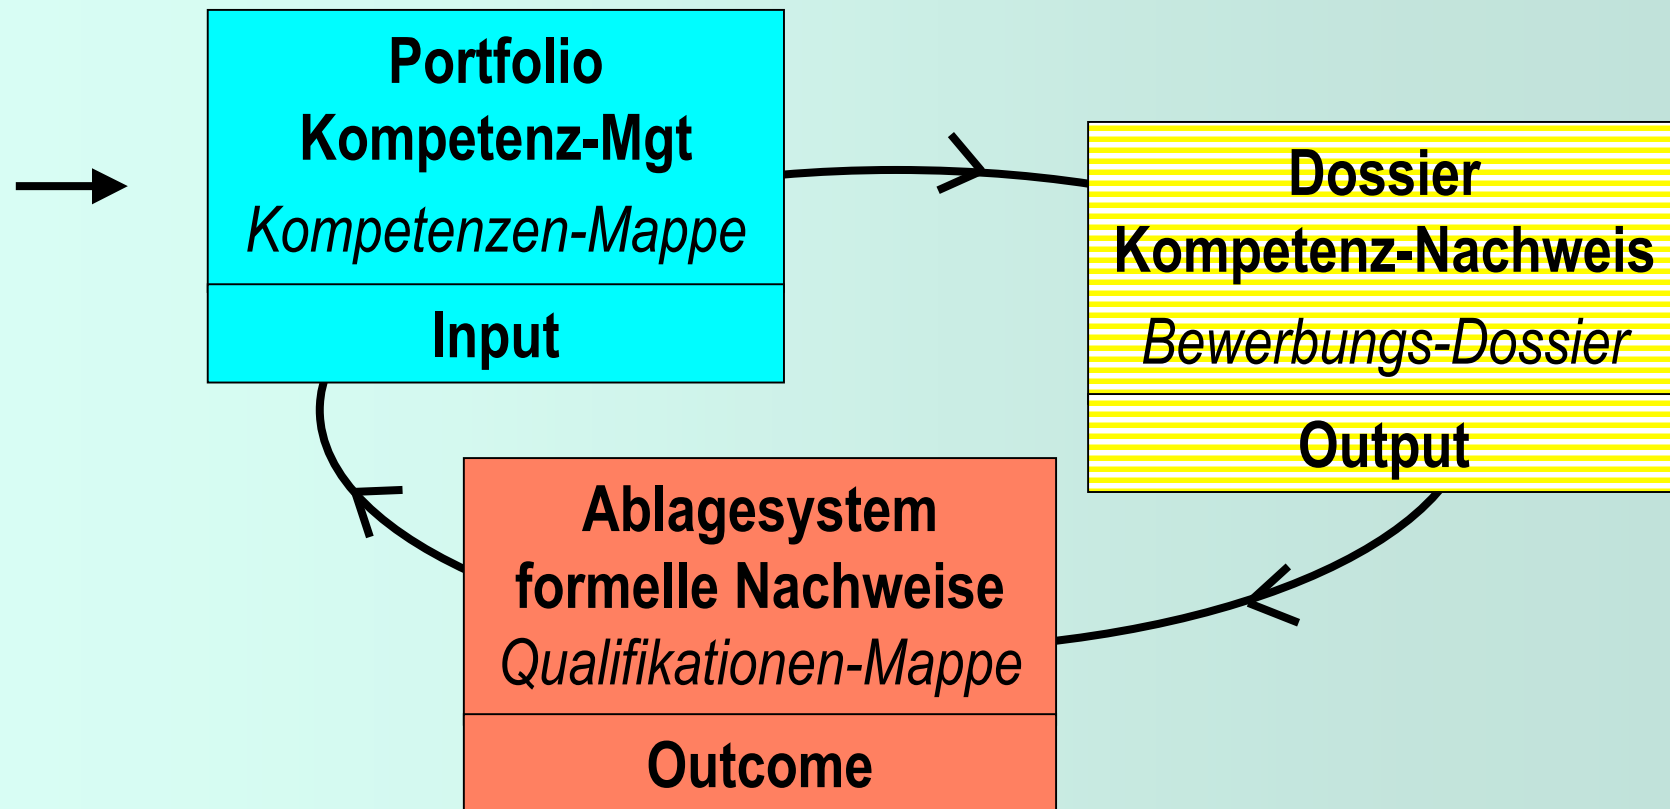 Portfolio
Kompetenz-Mgt
Kompetenzen-Mappe
Input
Dossier
Kompetenz-Nachweis
Bewerbungs-Dossier
Output
Ablagesystem
formelle Nachweise
Qualifikationen-Mappe
Outcome